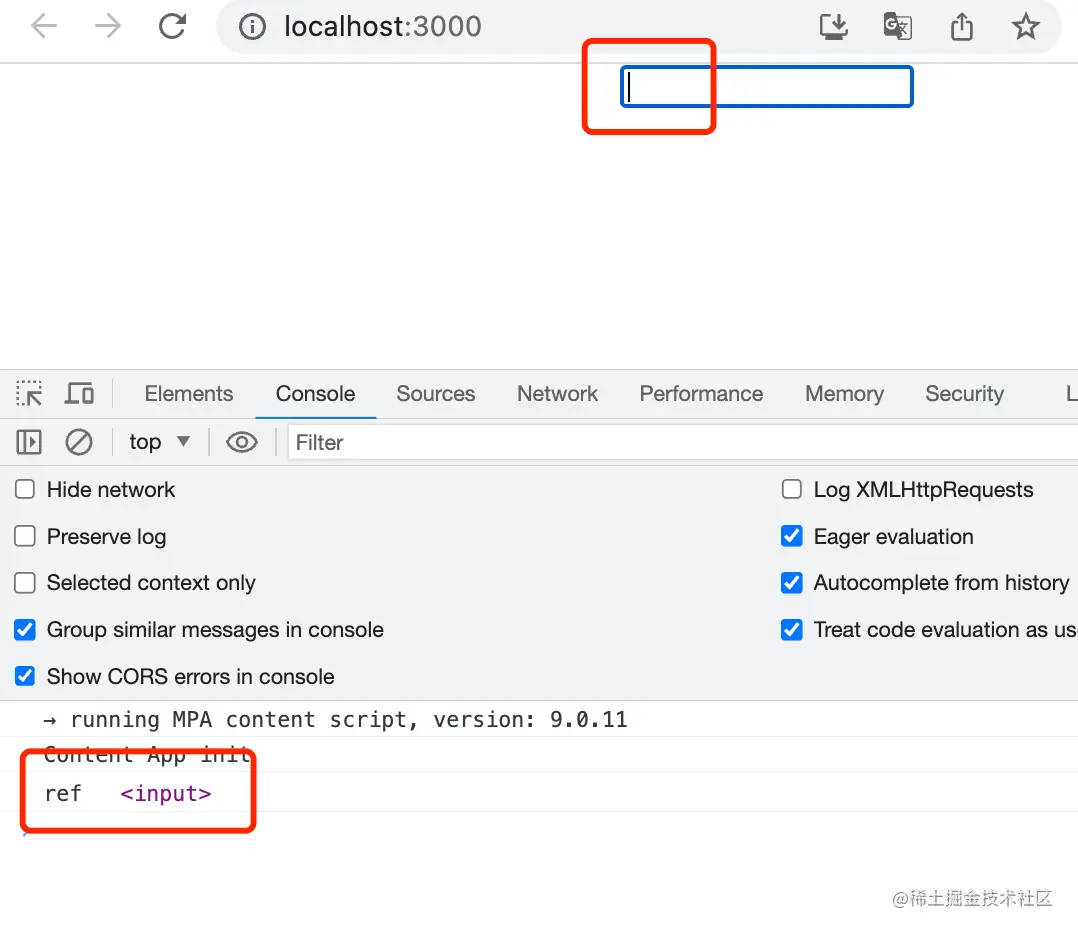 localhost:3000
Elements Console Sources Network Performance Memory Security L
top Filter
Hide network Log XMLHttpRequests
Preserve log Eager evaluation
Selected context only Autocomplete from history
Group similar messages in console Treat code evaluation as us
Show CORS errors in console
→ running MPA content script, version: 9.0.11
Content App init
ref <input>
@稀土掘金技术社区